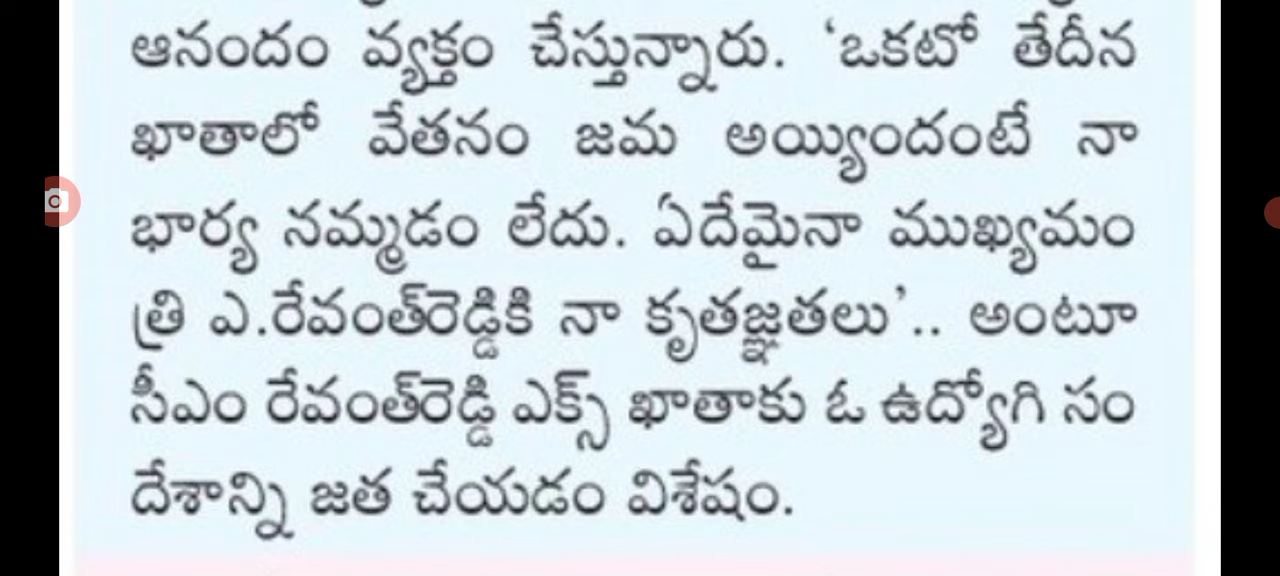 ఆనందం వ్యక్తం చేస్తున్నారు. ‘ఒకటో తేదీన
ఖాతాలో వేతనం జమ అయ్యిందంటే నా
భార్య నమ్మడం లేదు. ఏదేమైనా ముఖ్యమం
త్రి ఎ.రేవంత్‌రెడ్డికి నా కృతజ్ఞతలు’.. అంటూ
సీఎం రేవంత్‌రెడ్డి ఎక్స్ ఖాతాకు ఓ ఉద్యోగి సం
దేశాన్ని జత చేయడం విశేషం.